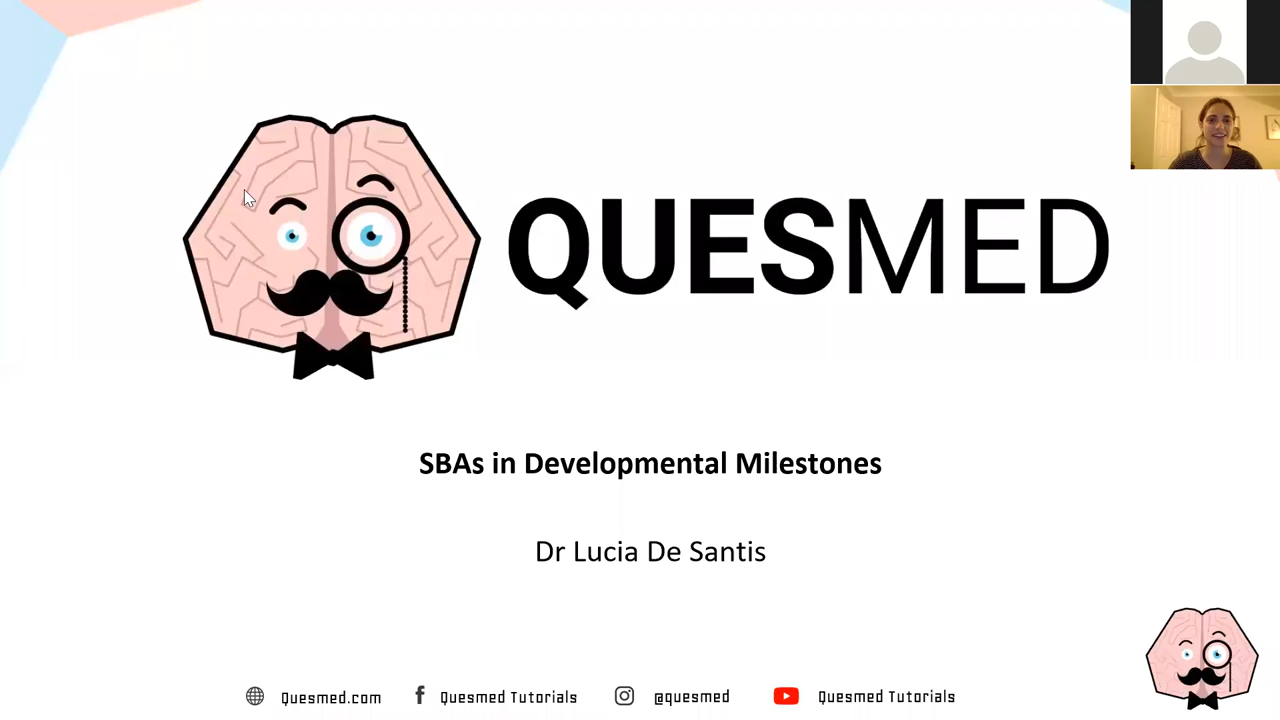 QUESMED
SBAs in Developmental Milestones
Dr Lucia De Santis
Quesmed.com Quesmed Tutorials @quesmed Quesmed Tutorials